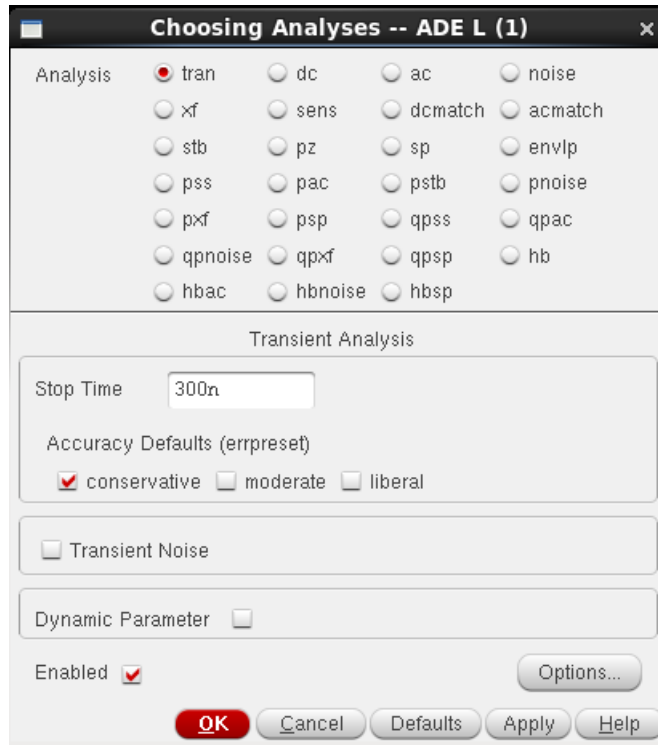 Choosing Analyses -- ADE L (1)
Analysis tran dc ac noise
xf sens dcmatch acmatch
stb pz sp envlp
pss pac pstb pnoise
pxf psp qpss qpac
qpnoise qpxf qpsp hb
hbac hbnoise hbsp
Transient Analysis
Stop Time 300n
Accuracy Defaults (errpreset)
conservative moderate liberal
Transient Noise
Dynamic Parameter
Enabled Options...
OK Cancel Defaults Apply Help